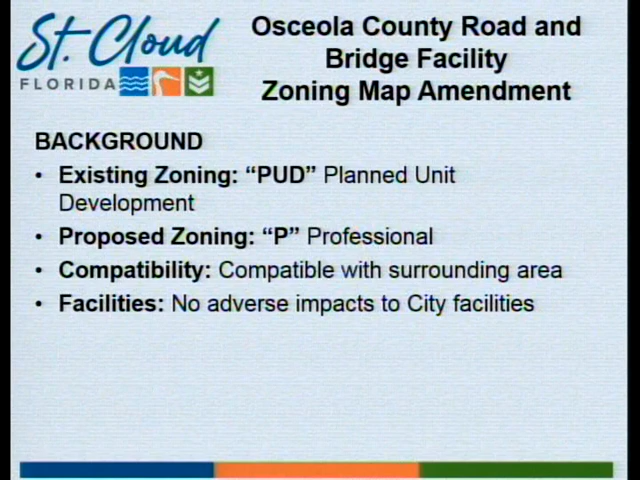 St. Cloud
FLORIDA
Osceola County Road and
Bridge Facility
Zoning Map Amendment
BACKGROUND
• Existing Zoning: “PUD” Planned Unit
Development
• Proposed Zoning: “P” Professional
• Compatibility: Compatible with surrounding area
• Facilities: No adverse impacts to City facilities